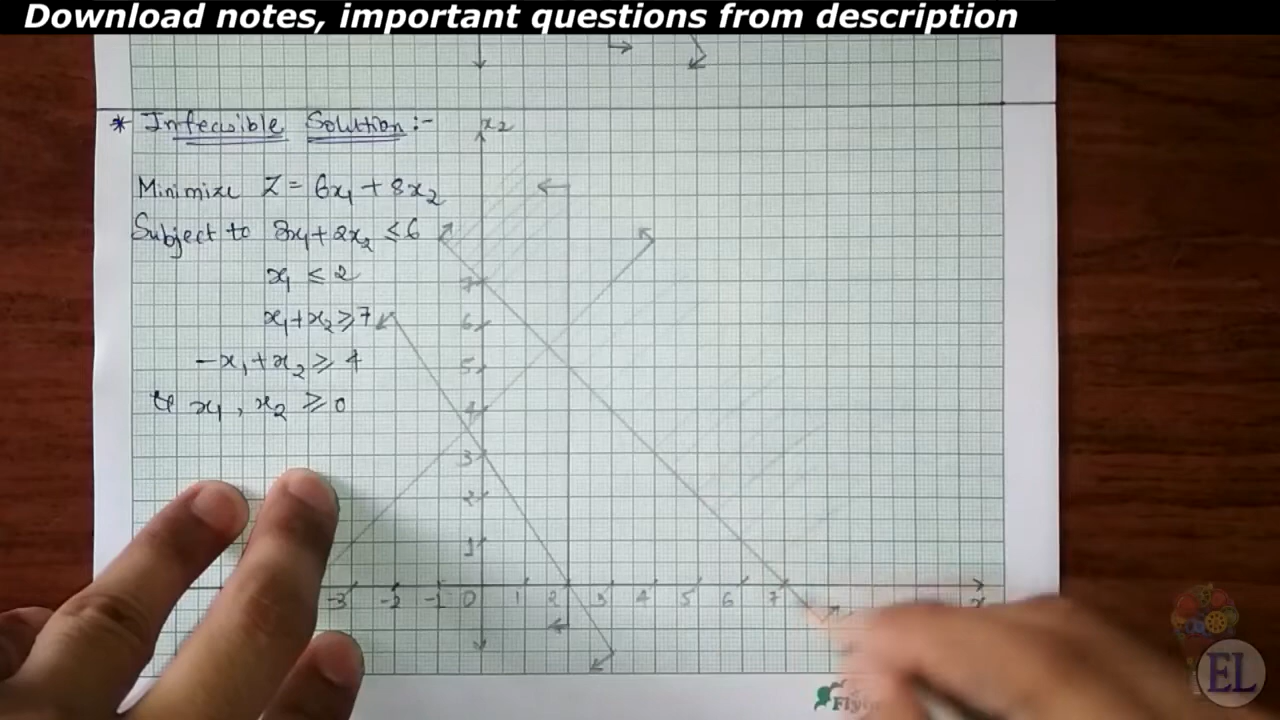 Download notes, important questions from description
* Infeasible Solution :-
x2
Minimize Z = 6x1 + 8x2
Subject to 3x1 + 2x2 ≤ 6
x1 ≤ 2
x1 + x2 ≥ 7
-x1 + x2 ≥ 4
& x1, x2 ≥ 0
7
6
5
4
3
2
1
-3 -2 -1 0 1 2 3 4 5 6 7
EL